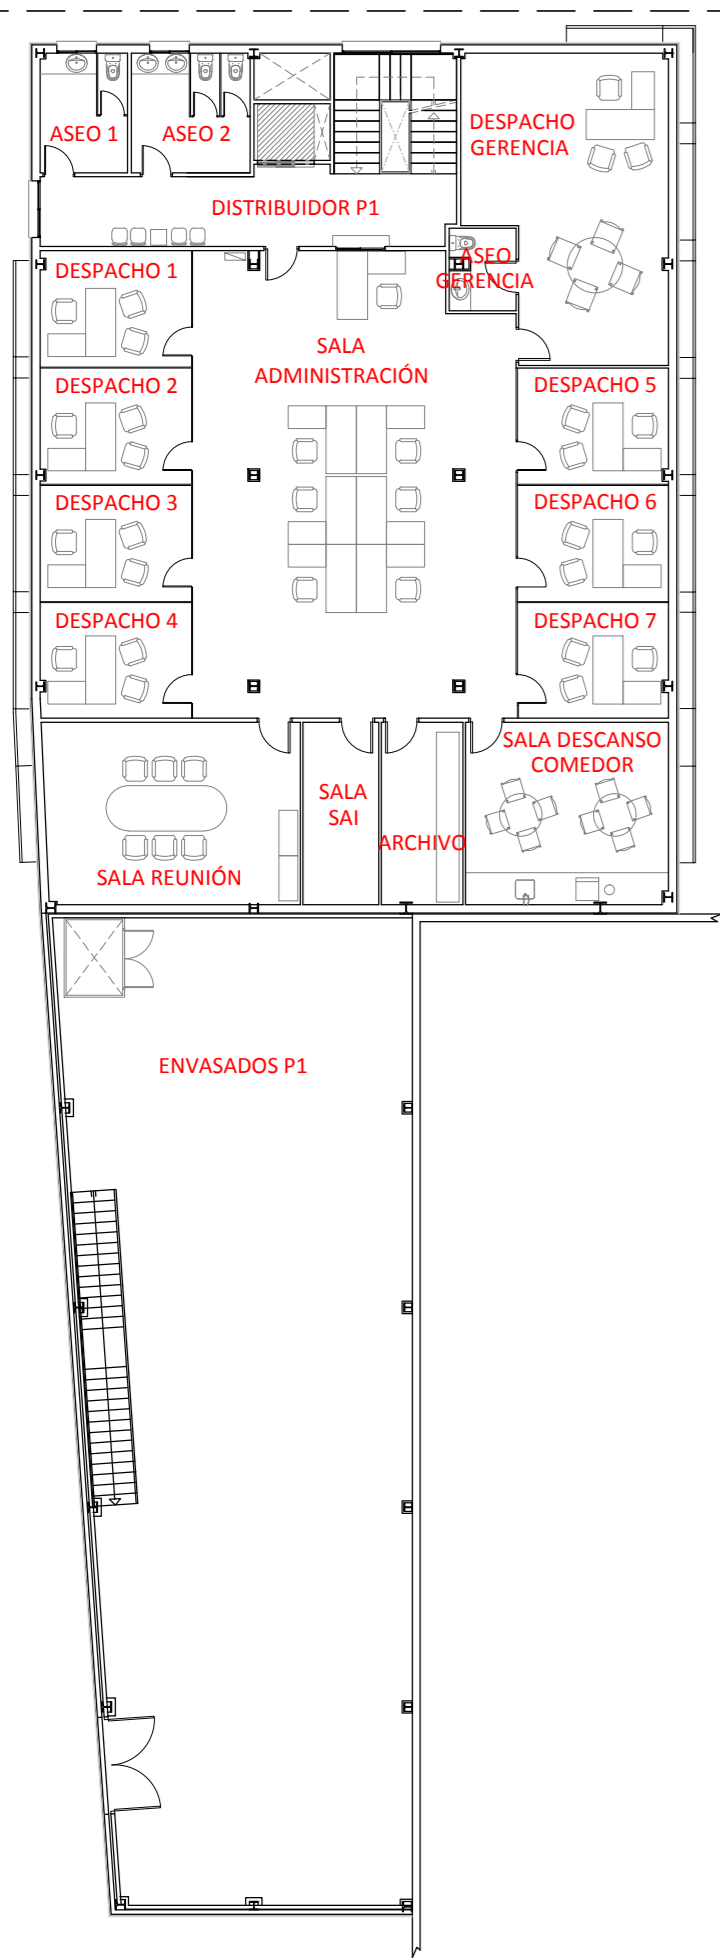 ASEO 1
ASEO 2
DESPACHO
GERENCIA
DISTRIBUIDOR P1
ASEO
GERENCIA
DESPACHO 1
SALA
ADMINISTRACIÓN
DESPACHO 2
DESPACHO 5
DESPACHO 3
DESPACHO 6
DESPACHO 4
DESPACHO 7
SALA DESCANSO
COMEDOR
SALA
SAI
ARCHIVO
SALA REUNIÓN
ENVASADOS P1